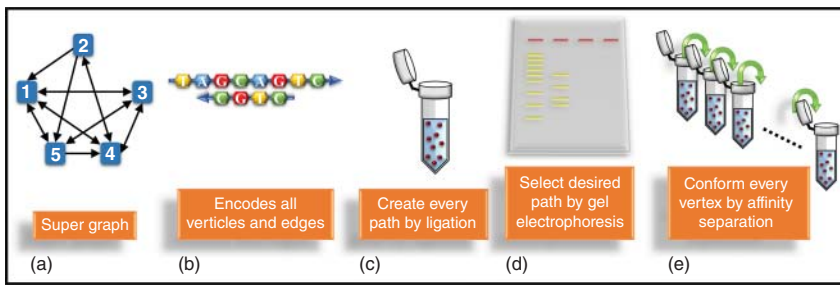 2
1
3
5
4
T A G C A G T C
C G T C
Super graph
Encodes all
verticles and edges
Create every
path by ligation
Select desired
path by gel
electrophoresis
Conform every
vertex by affinity
separation
(a)
(b)
(c)
(d)
(e)